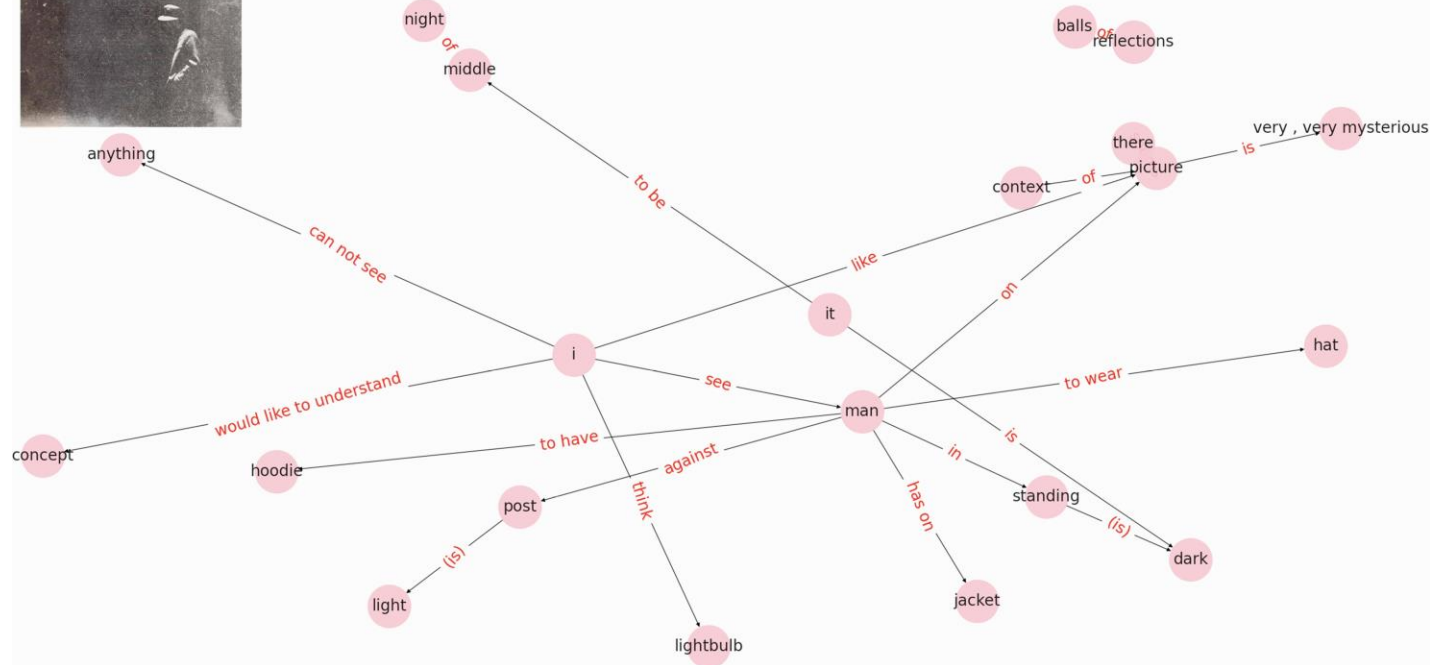 night
of
middle
balls
of
reflections
anything
there
very , very mysterious
is
picture
of
context
to be
can not see
like
on
it
i
hat
to wear
see
would like to understand
man
to have
is
in
against
concept
hoodie
think
has on
standing
post
(is)
(is)
dark
light
jacket
lightbulb